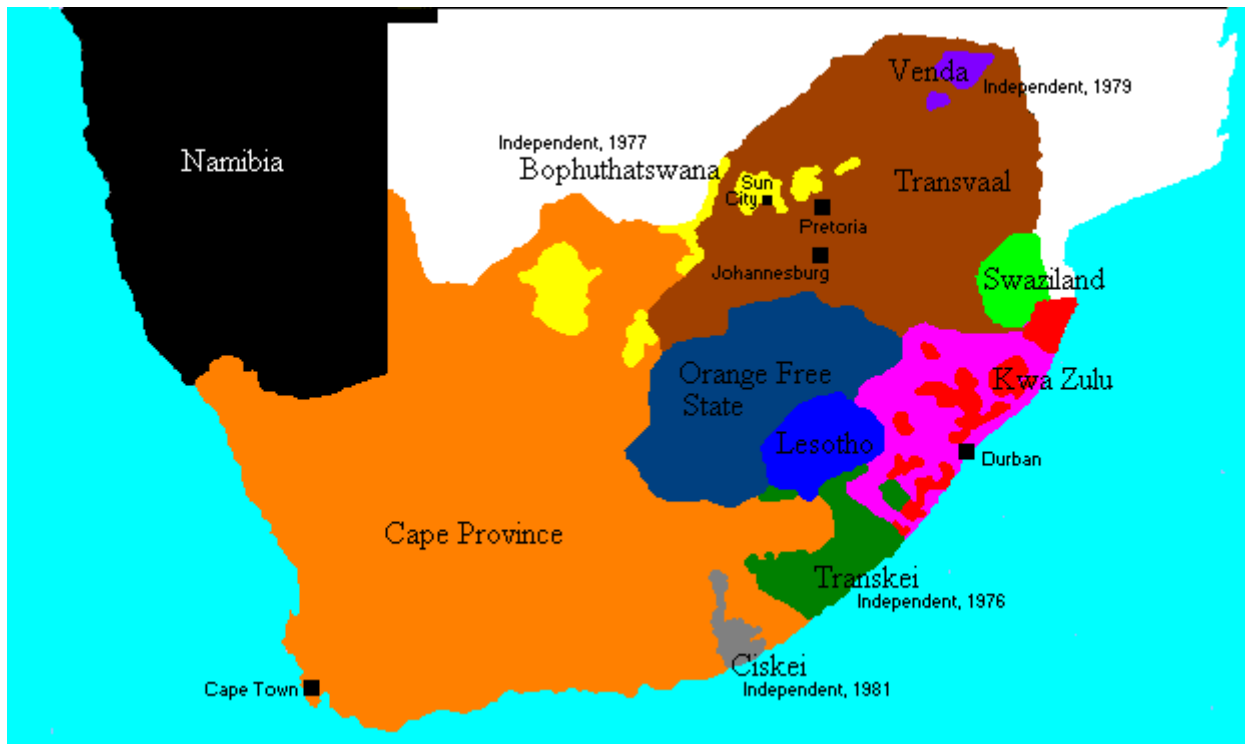 Venda
Independent, 1979
Independent, 1977
Namibia
Bophuthatswana
Sun
City
Transvaal
Pretoria
Johannesburg
Swaziland
Orange Free
State
Kwa Zulu
Lesotho
Durban
Cape Province
Transkei
Independent, 1976
Ciskei
Independent, 1981
Cape Town